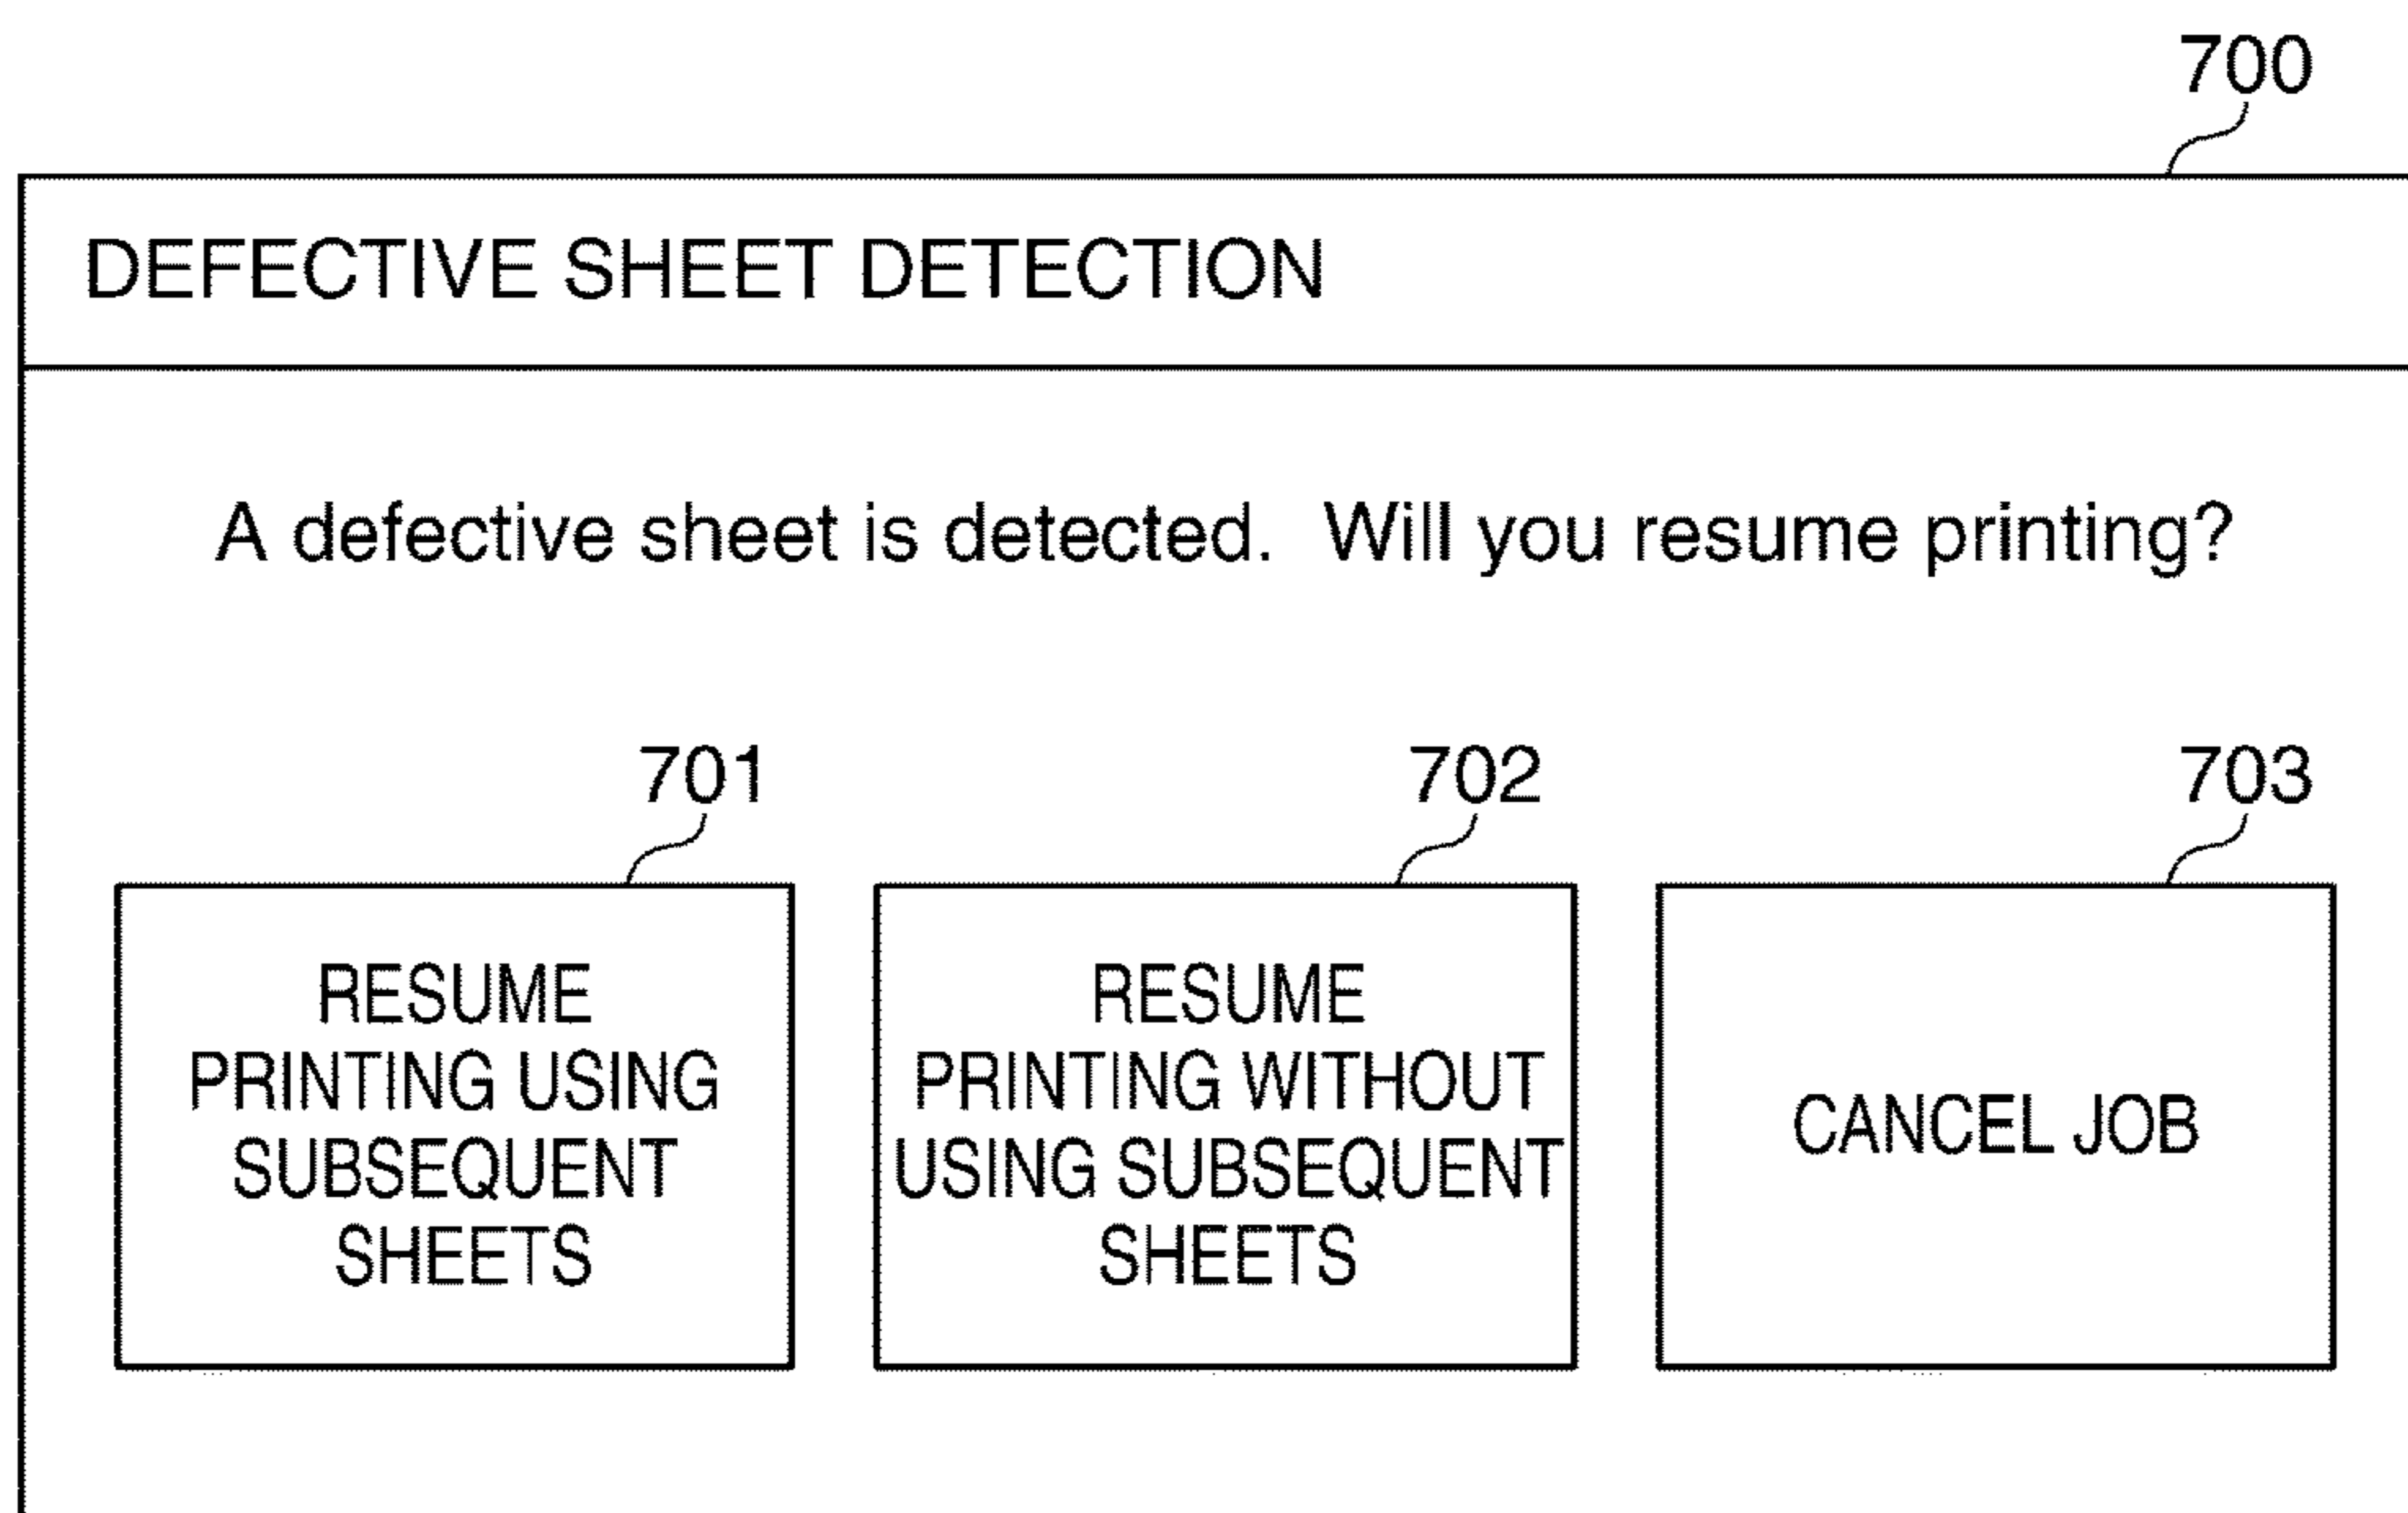 700
DEFECTIVE SHEET DETECTION
A defective sheet is detected. Will you resume printing?
701
702
703
RESUME
PRINTING USING
SUBSEQUENT
SHEETS
RESUME
PRINTING WITHOUT
USING SUBSEQUENT
SHEETS
CANCEL JOB